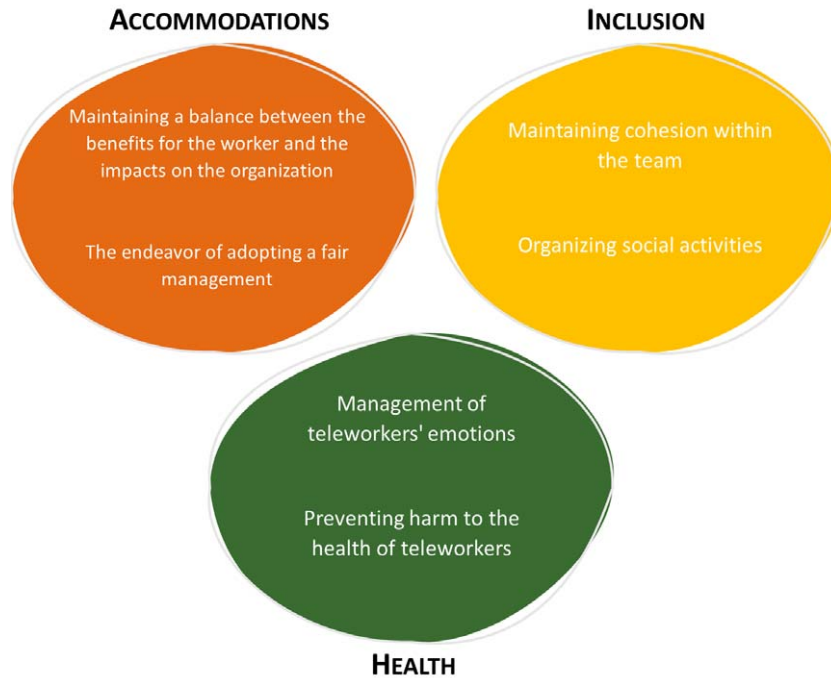 ACCOMMODATIONS
Maintaining a balance between the
benefits for the worker and the
impacts on the organization
The endeavor of adopting a fair
management
INCLUSION
Maintaining cohesion within
the team
Organizing social activities
Management of
teleworkers' emotions
Preventing harm to the
health of teleworkers
HEALTH